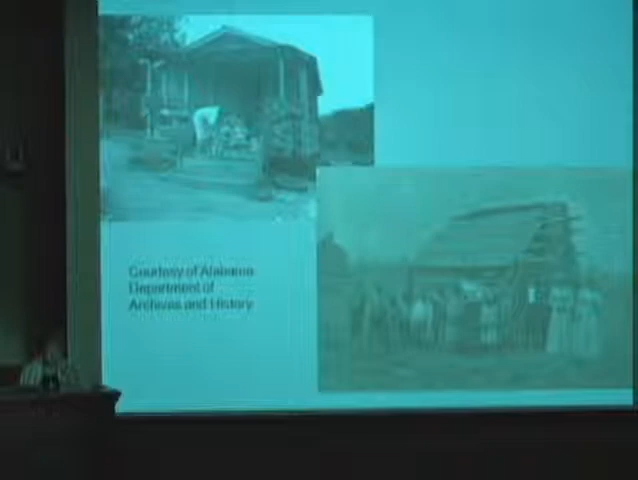 Courtesy of Alabama
Department of
Archives and History